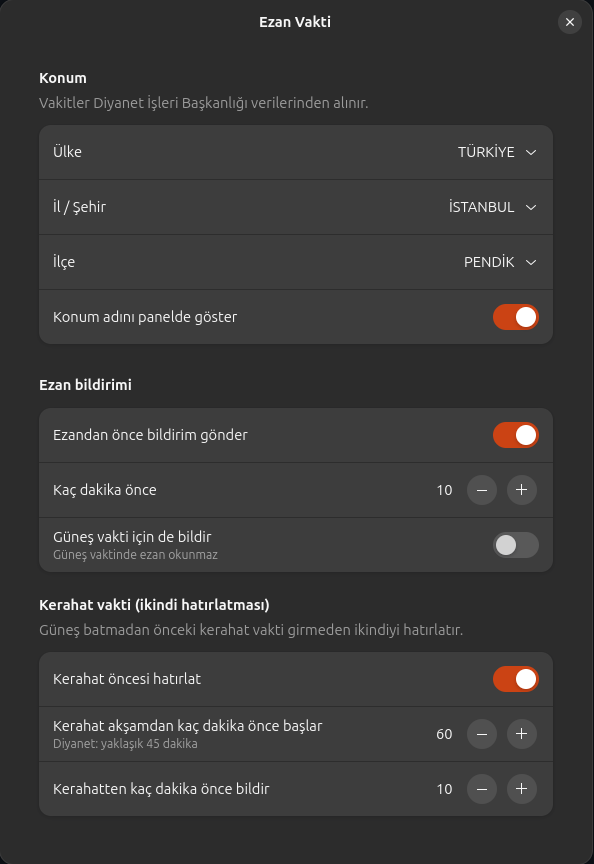 Ezan Vakti
Konum
Vakitler Diyanet İşleri Başkanlığı verilerinden alınır.
Ülke TÜRKİYE
İl / Şehir İSTANBUL
İlçe PENDİK
Konum adını panelde göster
Ezan bildirimi
Ezandan önce bildirim gönder
Kaç dakika önce 10 − +
Güneş vakti için de bildir
Güneş vaktinde ezan okunmaz
Kerahat vakti (ikindi hatırlatması)
Güneş batmadan önceki kerahat vakti girmeden ikindiyi hatırlatır.
Kerahat öncesi hatırlat
Kerahat akşamdan kaç dakika önce başlar 60 − +
Diyanet: yaklaşık 45 dakika
Kerahatten kaç dakika önce bildir 10 − +